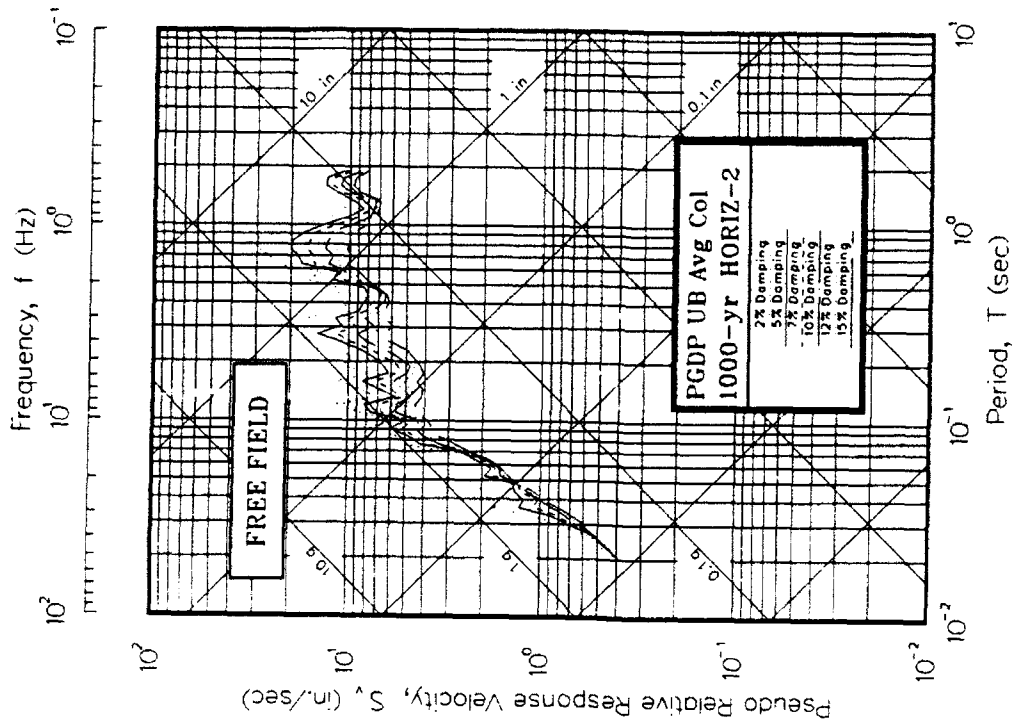 Frequency, f (Hz)
10² 10¹ 10⁰ 10⁻¹
Pseudo Relative Response Velocity, Sᵥ (in./sec)
10²
10¹
10⁰
10⁻¹
10⁻²
FREE FIELD
10 in
1 in
0.1 in
10g
1g
0.1g
PGDP UB Avg Col
1000-yr HORIZ-2
2% Damping
5% Damping
7% Damping
10% Damping
12% Damping
15% Damping
10⁻² 10⁻¹ 10⁰ 10¹
Period, T (sec)